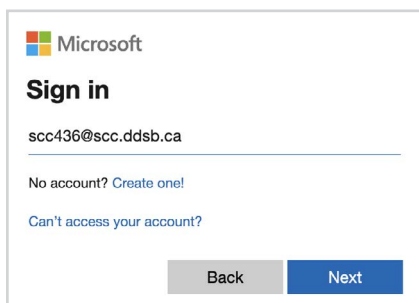 Microsoft
Sign in
scc436@scc.ddsb.ca
No account? Create one!
Can't access your account?
Back Next